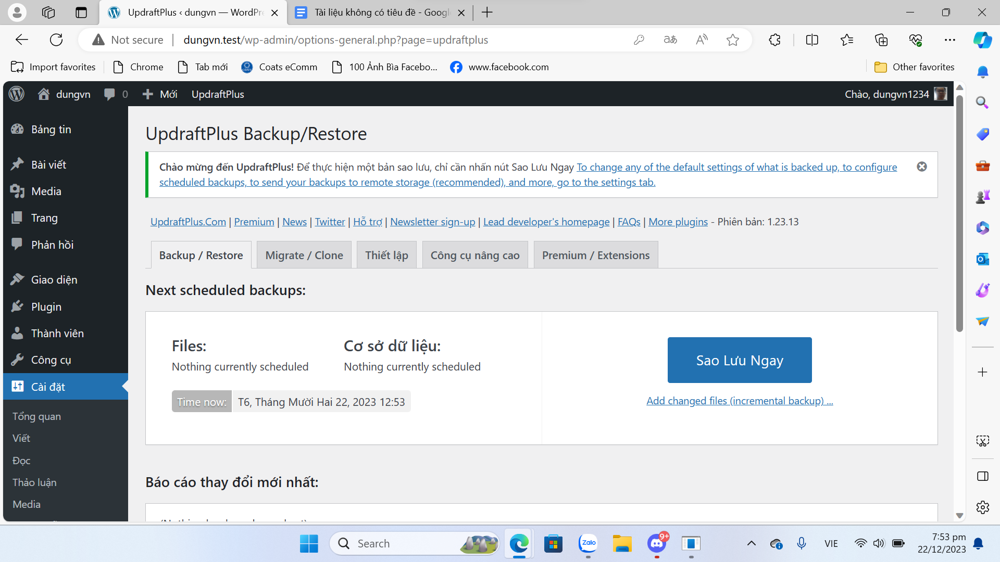 UpdraftPlus ‹ dungvn — WordPre
Tài liệu không có tiêu đề - Googl
Not secure
dungvn.test/wp-admin/options-general.php?page=updraftplus
Import favorites
Chrome
Tab mới
Coats eComm
100 Ảnh Bìa Facebo...
www.facebook.com
Other favorites
dungvn
0
Mới
UpdraftPlus
Chào, dungvn1234
Bảng tin
Bài viết
Media
Trang
Phản hồi
Giao diện
Plugin
Thành viên
Công cụ
Cài đặt
Tổng quan
Viết
Đọc
Thảo luận
Media
UpdraftPlus Backup/Restore
Chào mừng đến UpdraftPlus! Để thực hiện một bản sao lưu, chỉ cần nhấn nút Sao Lưu Ngay To change any of the default settings of what is backed up, to configure
scheduled backups, to send your backups to remote storage (recommended), and more, go to the settings tab.
UpdraftPlus.Com | Premium | News | Twitter | Hỗ trợ | Newsletter sign-up | Lead developer's homepage | FAQs | More plugins - Phiên bản: 1.23.13
Backup / Restore
Migrate / Clone
Thiết lập
Công cụ nâng cao
Premium / Extensions
Next scheduled backups:
Files:
Nothing currently scheduled
Cơ sở dữ liệu:
Nothing currently scheduled
Time now: T6, Tháng Mười Hai 22, 2023 12:53
Sao Lưu Ngay
Add changed files (incremental backup) ...
Báo cáo thay đổi mới nhất:
Search
Zalo
9+
VIE
7:53 pm
22/12/2023